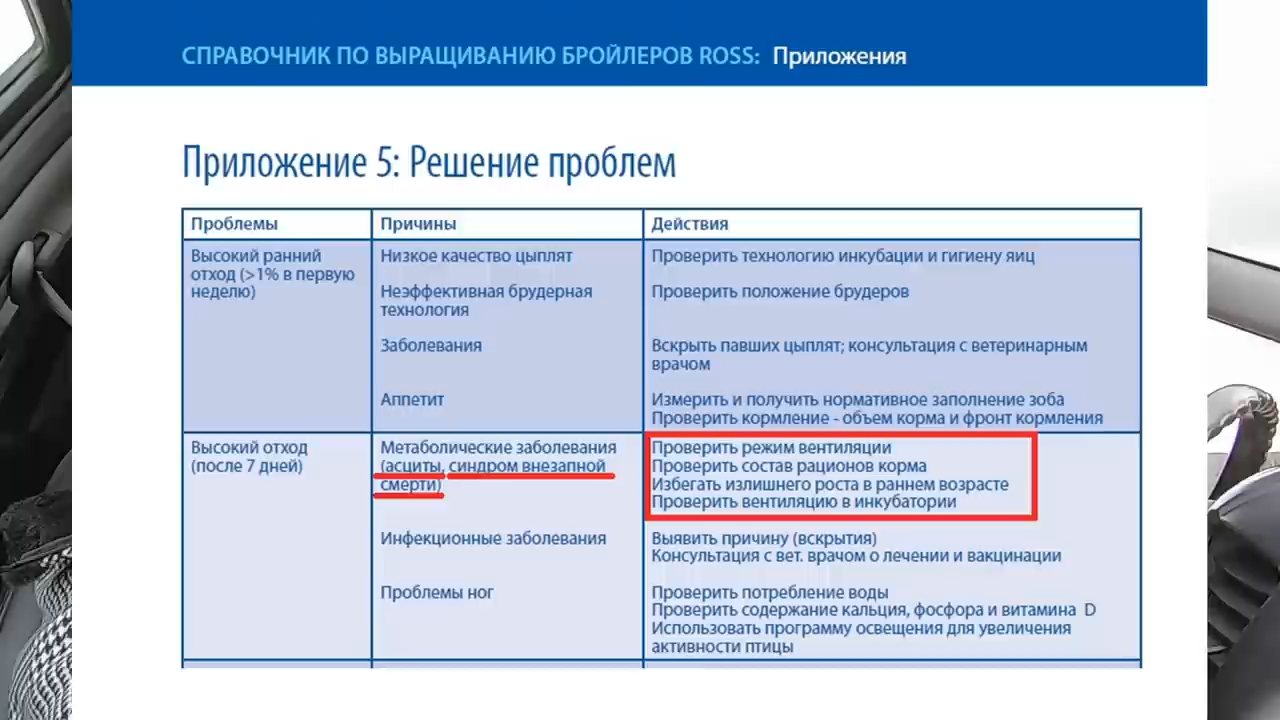 СПРАВОЧНИК ПО ВЫРАЩИВАНИЮ БРОЙЛЕРОВ ROSS: Приложения
Приложение 5: Решение проблем
Проблемы
Причины
Действия
Высокий ранний
отход (>1% в первую
неделю)
Низкое качество цыплят
Проверить технологию инкубации и гигиену яиц
Неэффективная брудерная
технология
Проверить положение брудеров
Заболевания
Вскрыть павших цыплят; консультация с ветеринарным
врачом
Аппетит
Измерить и получить нормативное заполнение зоба
Проверить кормление - объем корма и фронт кормления
Высокий отход
(после 7 дней)
Метаболические заболевания
(асциты, синдром внезапной
смерти)
Проверить режим вентиляции
Проверить состав рационов корма
Избегать излишнего роста в раннем возрасте
Проверить вентиляцию в инкубатории
Инфекционные заболевания
Выявить причину (вскрытия)
Консультация с вет. врачом о лечении и вакцинации
Проблемы ног
Проверить потребление воды
Проверить содержание кальция, фосфора и витамина D
Использовать программу освещения для увеличения
активности птицы